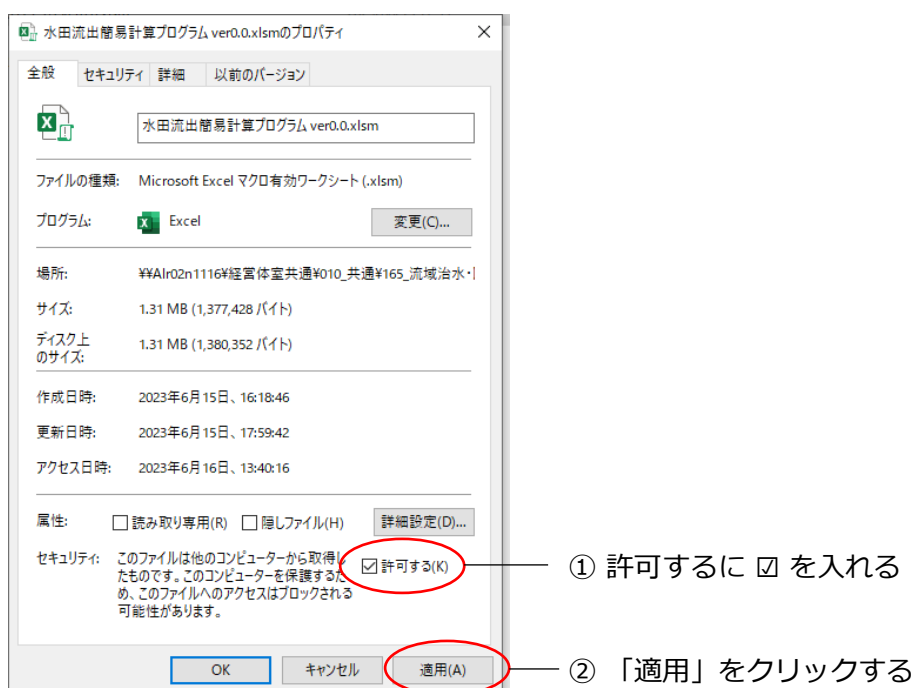 水田流出簡易計算プログラム ver0.0.xlsmのプロパティ
全般 セキュリティ 詳細 以前のバージョン
水田流出簡易計算プログラム ver0.0.xlsm
ファイルの種類: Microsoft Excel マクロ有効ワークシート (.xlsm)
プログラム: Excel 変更(C)...
場所: ¥¥Alr02n1116¥経営体室共通¥010_共通¥165_流域治水・
サイズ: 1.31 MB (1,377,428 バイト)
ディスク上
のサイズ: 1.31 MB (1,380,352 バイト)
作成日時: 2023年6月15日、16:18:46
更新日時: 2023年6月15日、17:59:42
アクセス日時: 2023年6月16日、13:40:16
属性: 読み取り専用(R) 隠しファイル(H) 詳細設定(D)...
セキュリティ: このファイルは他のコンピューターから取得し
たものです。このコンピューターを保護するた
め、このファイルへのアクセスはブロックされる
可能性があります。
☑ 許可する(K)
① 許可するに ☑ を入れる
OK キャンセル 適用(A)
② 「適用」をクリックする